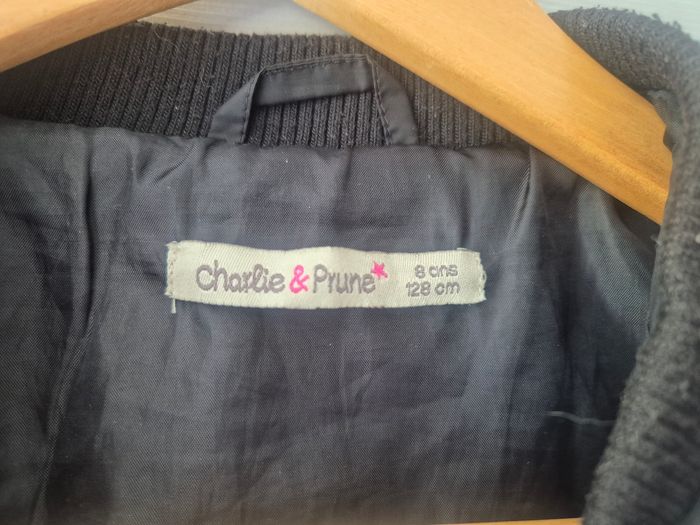 Charlie & Prune
8 ans
128 cm